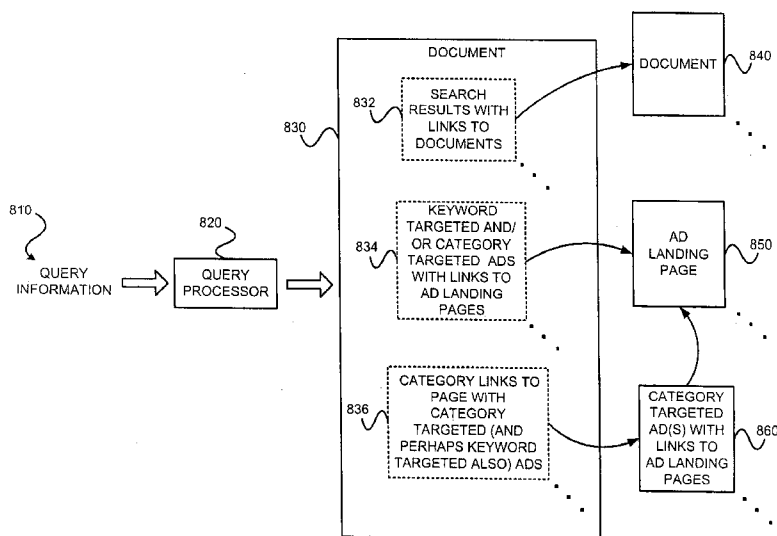 810
QUERY
INFORMATION
820
QUERY
PROCESSOR
830
DOCUMENT
832
SEARCH
RESULTS WITH
LINKS TO
DOCUMENTS
834
KEYWORD
TARGETED AND/
OR CATEGORY
TARGETED ADS
WITH LINKS TO
AD LANDING
PAGES
836
CATEGORY LINKS TO
PAGE WITH
CATEGORY
TARGETED (AND
PERHAPS KEYWORD
TARGETED ALSO) ADS
DOCUMENT
840
AD
LANDING
PAGE
850
CATEGORY
TARGETED
AD(S) WITH
LINKS TO
AD LANDING
PAGES
860